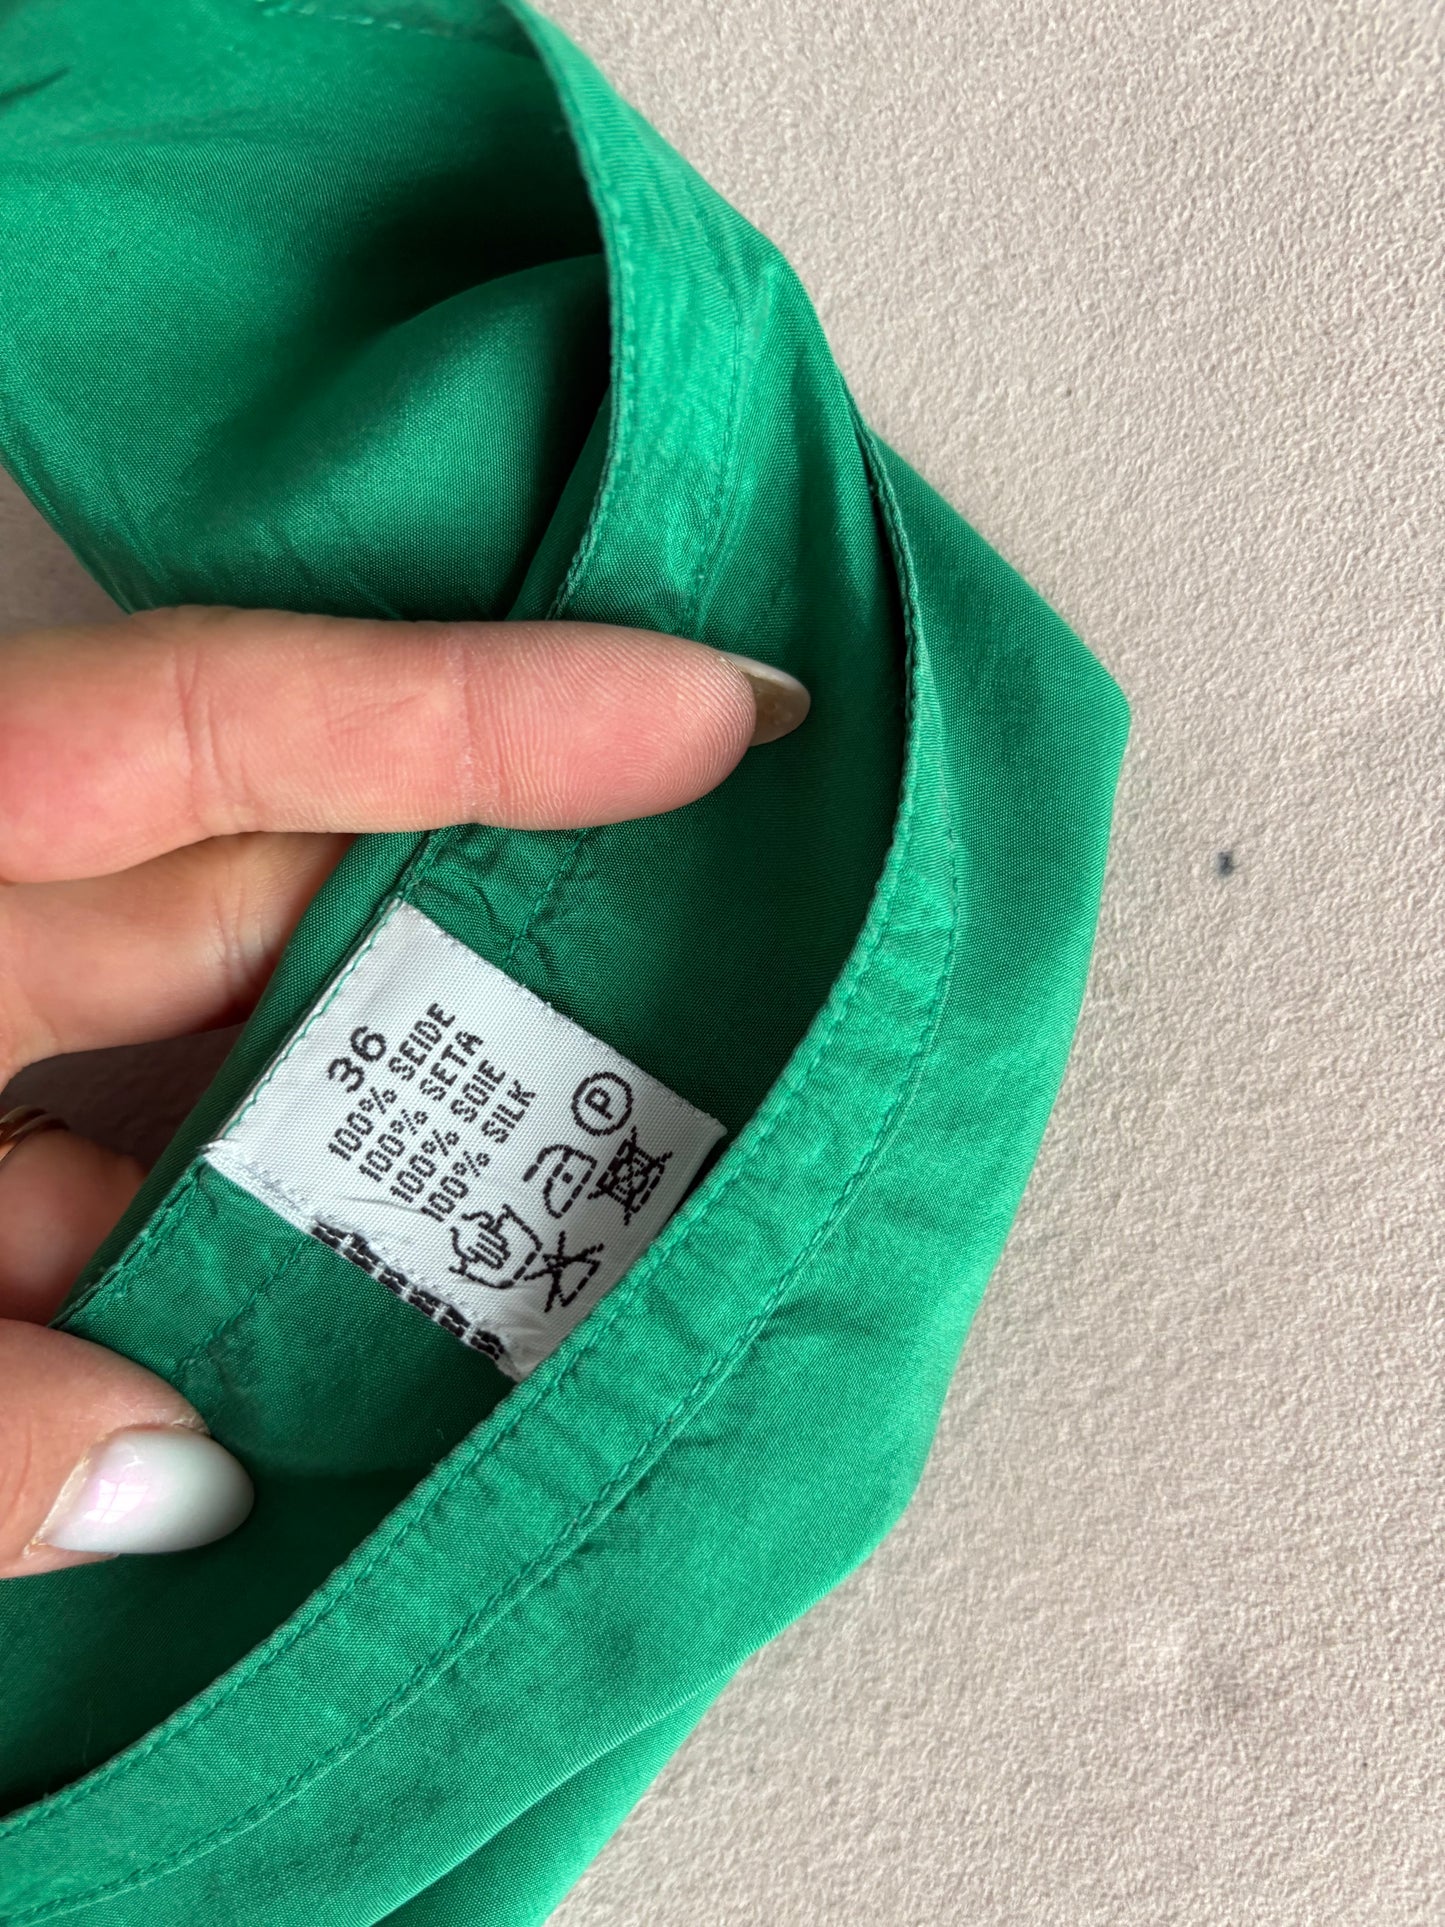 36
100% SEIDE
100% SETA
100% SOIE
100% SILK
P